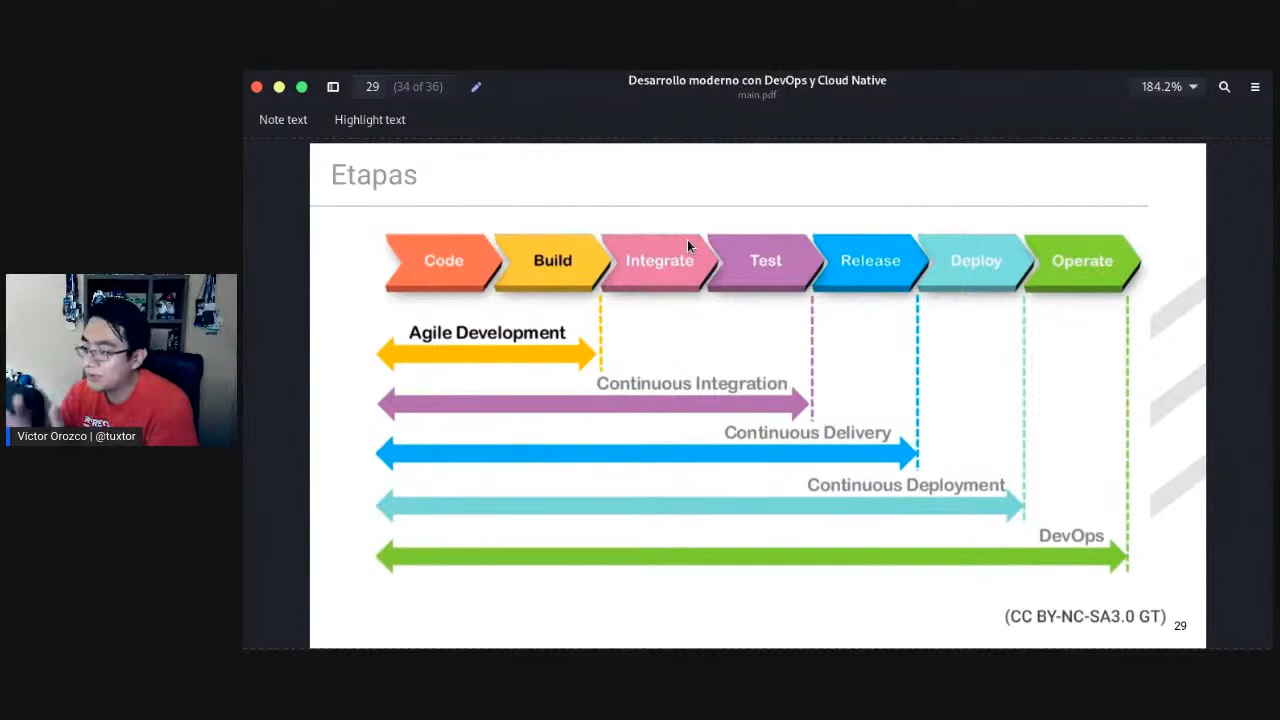 Desarrollo moderno con DevOps y Cloud Native
29 (34 of 36)
184.2%
main.pdf
Note text Highlight text
Etapas
Code Build Integrate Test Release Deploy Operate
Agile Development
Continuous Integration
Continuous Delivery
Continuous Deployment
DevOps
(CC BY-NC-SA3.0 GT)
29
Víctor Orozco | @tuxtor